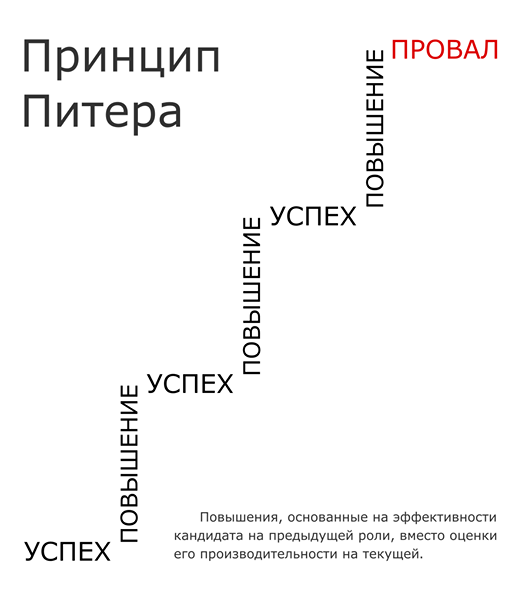 Принцип
Питера
ПРОВАЛ
ПОВЫШЕНИЕ
УСПЕХ
ПОВЫШЕНИЕ
УСПЕХ
ПОВЫШЕНИЕ
УСПЕХ
Повышения, основанные на эффективности
кандидата на предыдущей роли, вместо оценки
его производительности на текущей.